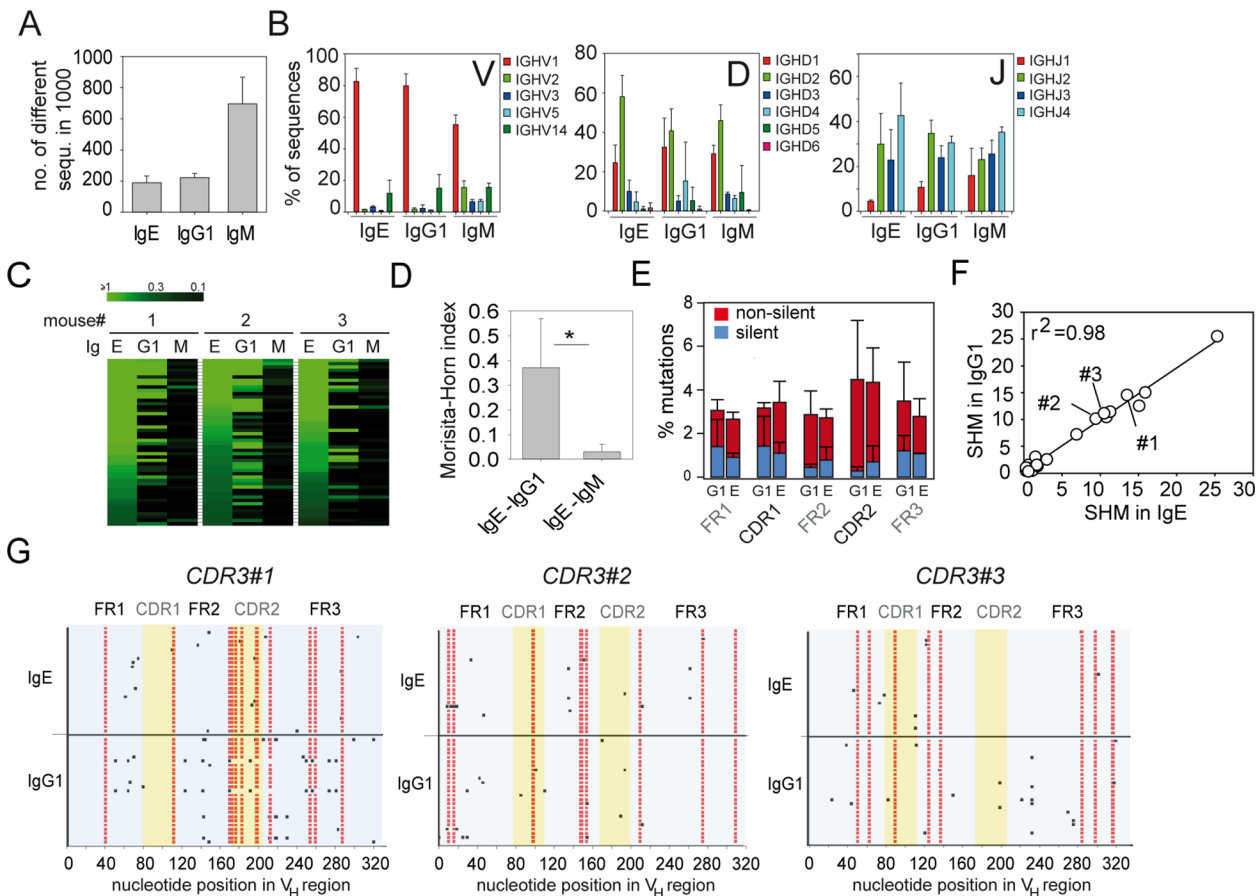 A
no. of different
sequ. in 1000
1000
800
600
400
200
0
IgE
IgG1
IgM
B
% of sequences
100
80
60
40
20
0
V
IGHV1
IGHV2
IGHV3
IGHV5
IGHV14
IgE
IgG1
IgM
80
60
40
20
0
D
IGHD1
IGHD2
IGHD3
IGHD4
IGHD5
IGHD6
IgE
IgG1
IgM
60
40
20
0
J
IGHJ1
IGHJ2
IGHJ3
IGHJ4
IgE
IgG1
IgM
C
>1 0.3 0.1
mouse# 1 2 3
Ig E G1 M E G1 M E G1 M
D
Morisita-Horn index
0.6
0.5
0.4
0.3
0.2
0.1
0.0
*
IgE-IgG1
IgE-IgM
E
% mutations
8
6
4
2
0
non-silent
silent
G1 E G1 E G1 E G1 E G1 E
FR1
CDR1
FR2
CDR2
FR3
F
SHM in IgG1
30
25
20
15
10
5
0
r2=0.98
#3
#2
#1
0 5 10 15 20 25 30
SHM in IgE
G
CDR3#1
FR1 CDR1 FR2 CDR2 FR3
IgE
IgG1
0 40 80 120 160 200 240 280 320
nucleotide position in VH region
CDR3#2
FR1 CDR1 FR2 CDR2 FR3
IgE
IgG1
0 40 80 120 160 200 240 280 320
nucleotide position in VH region
CDR3#3
FR1 CDR1 FR2 CDR2 FR3
IgE
IgG1
0 40 80 120 160 200 240 280 320
nucleotide position in VH region